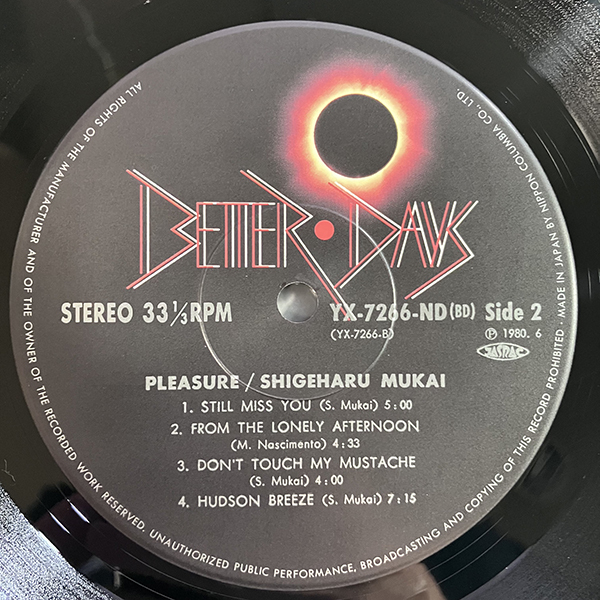 BETTER·DAYS
STEREO 33 1/3 RPM
YX-7266-ND(BD) Side 2
(YX-7266-B)
Ⓟ 1980. 6
JASRAC
PLEASURE / SHIGEHARU MUKAI
1. STILL MISS YOU (S. Mukai) 5:00
2. FROM THE LONELY AFTERNOON
(M. Nascimento) 4:33
3. DON'T TOUCH MY MUSTACHE
(S. Mukai) 4:00
4. HUDSON BREEZE (S. Mukai) 7:15
ALL RIGHTS OF THE MANUFACTURER AND OF THE OWNER OF THE RECORDED WORK RESERVED. UNAUTHORIZED PUBLIC PERFORMANCE, BROADCASTING AND COPYING OF THIS RECORD PROHIBITED · MADE IN JAPAN BY NIPPON COLUMBIA CO., LTD.